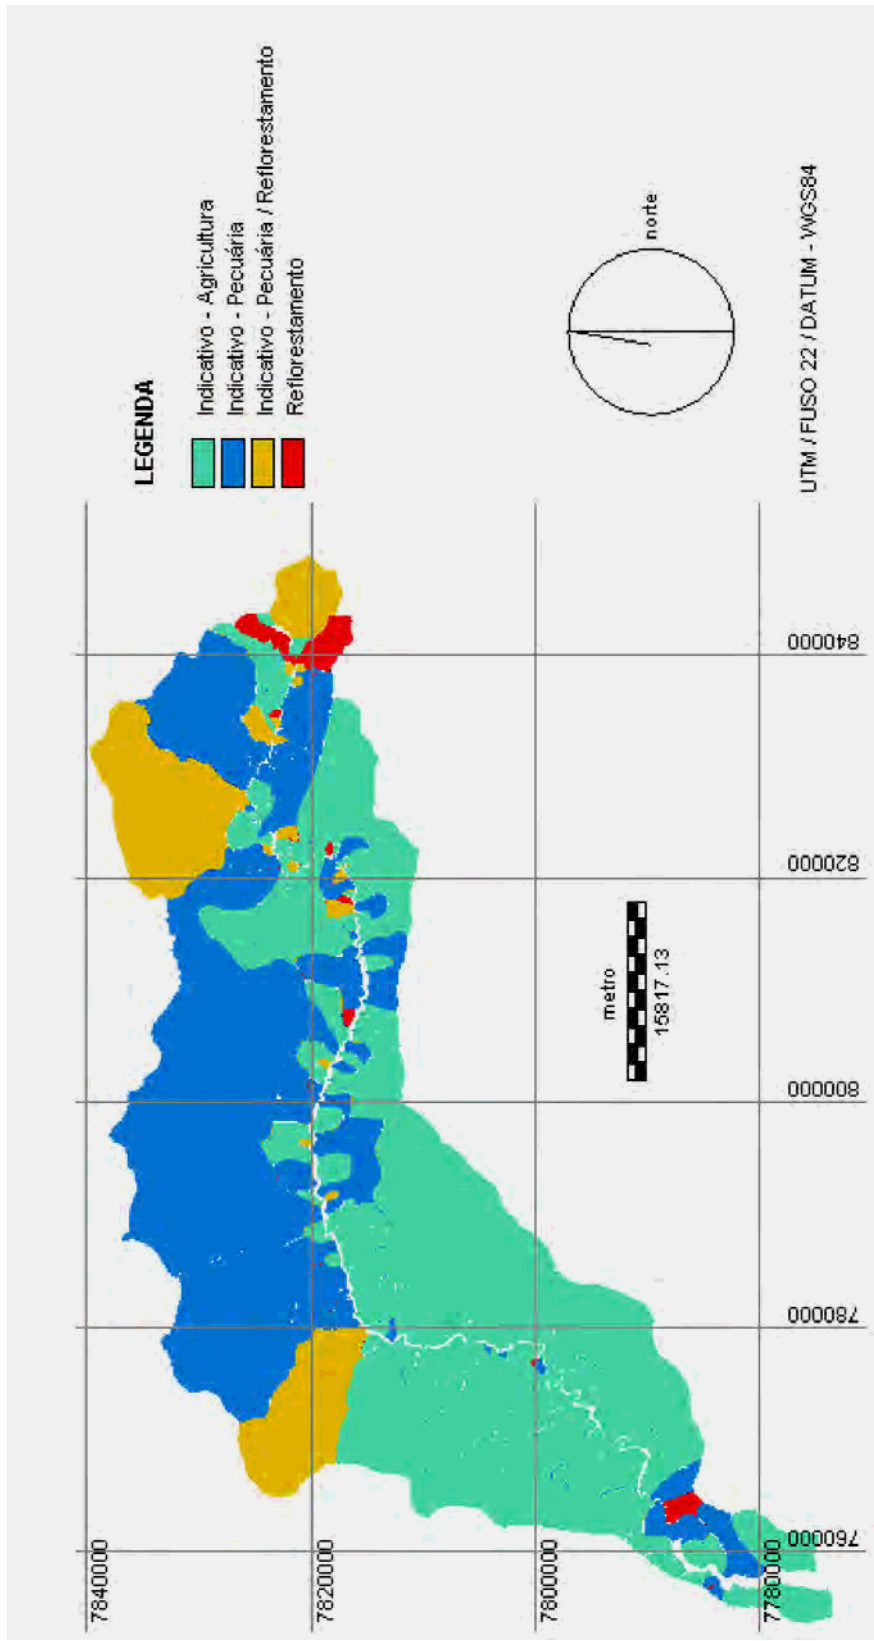 LEGENDA
Indicativo - Agricultura
Indicativo - Pecuária
Indicativo - Pecuária / Reflorestamento
Reflorestamento
norte
UTM / FUSO 22 / DATUM - WGS84
metro
15817.13
7840000
7820000
7800000
7780000
760000
780000
800000
820000
840000